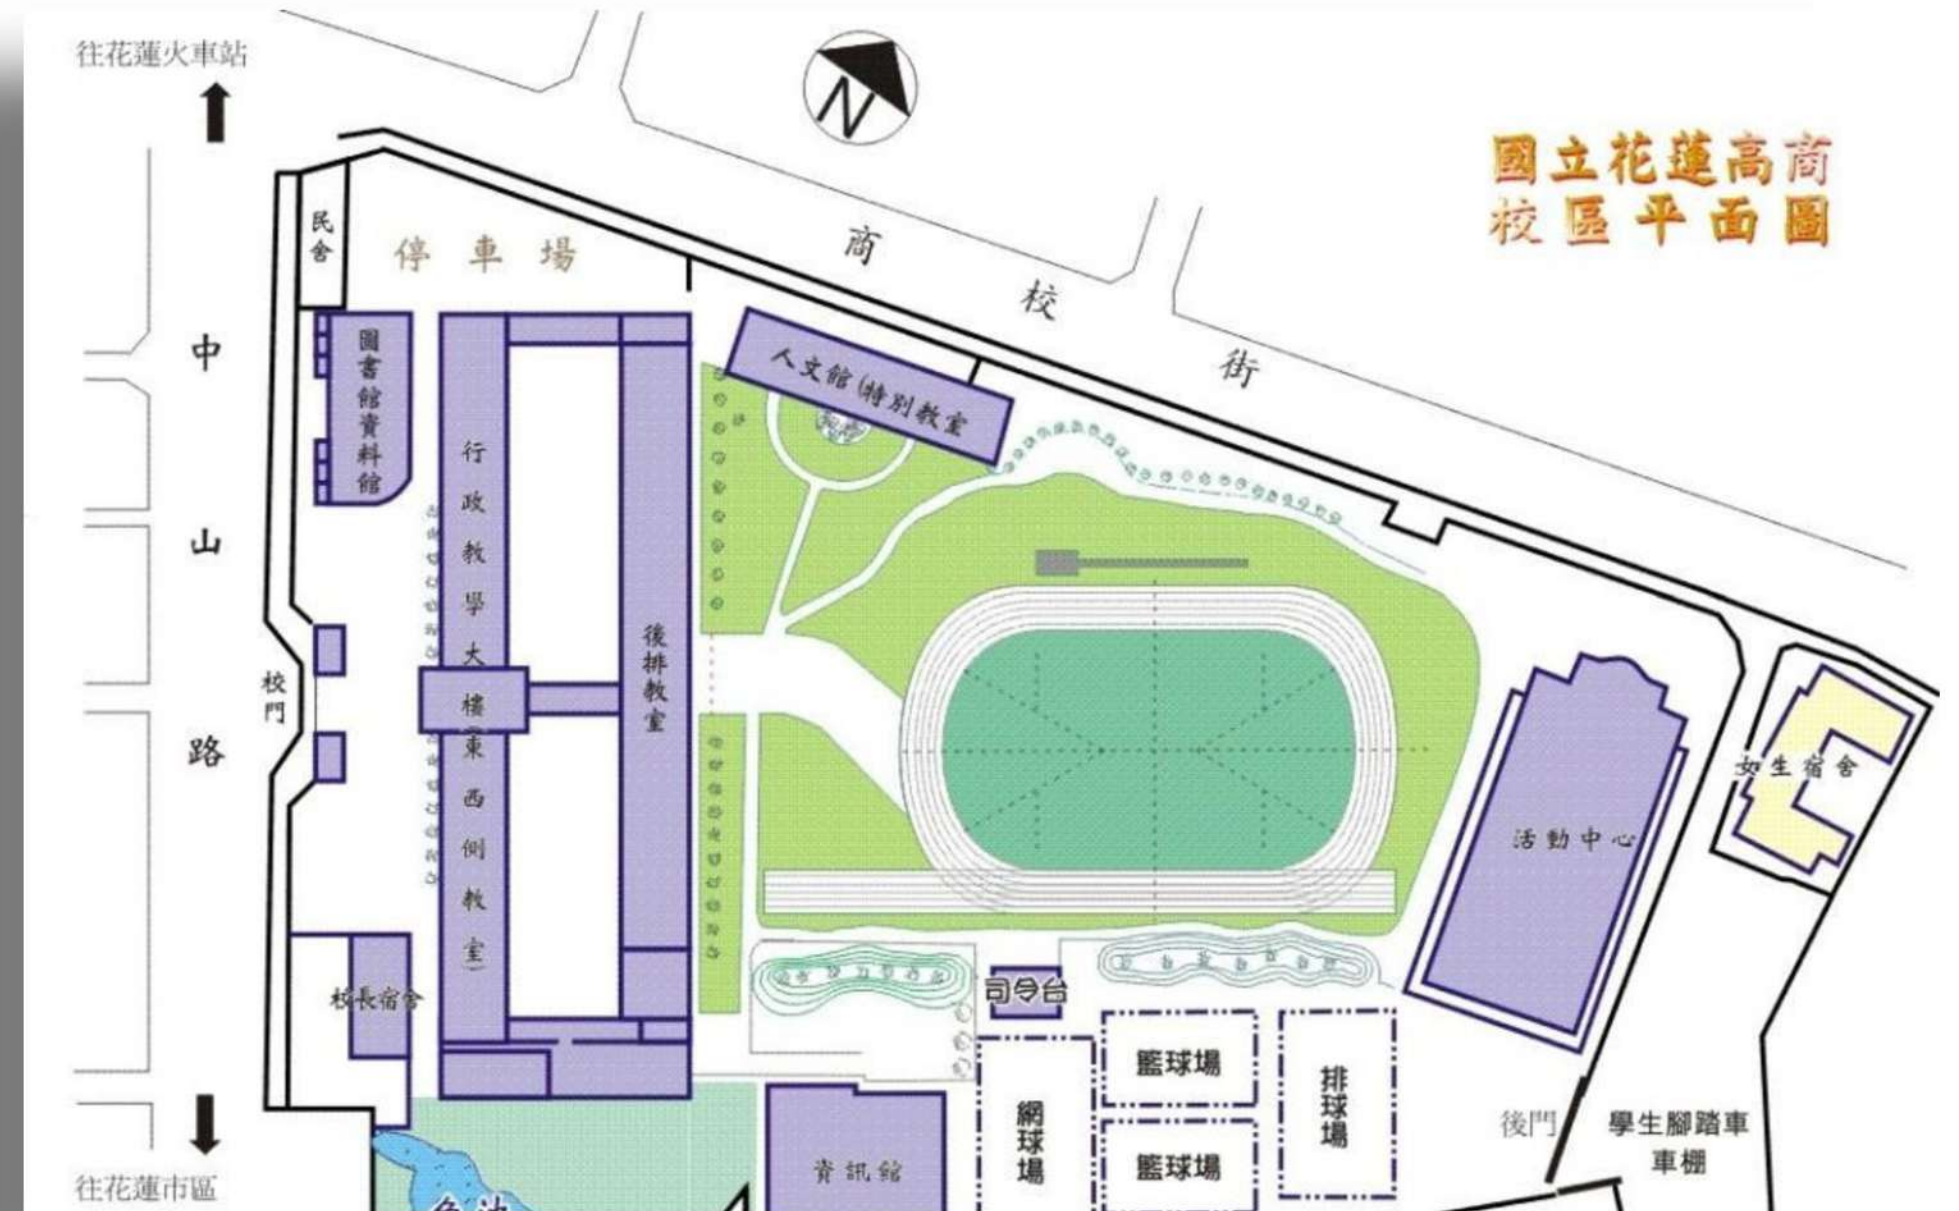 往花蓮火車站
國立花蓮高商
校區平面圖
民舍
停車場
商校街
中山路
圖書館資料館
人文館(特別教室
行政教學大樓(東西側教室)
後排教室
校門
女生宿舍
活動中心
校長宿舍
司令台
籃球場
排球場
網球場
籃球場
後門
學生腳踏車
車棚
資訊館
往花蓮市區